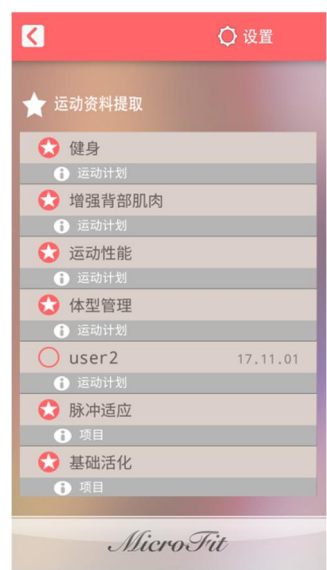 设置
运动资料提取
健身
运动计划
增强背部肌肉
运动计划
运动性能
运动计划
体型管理
运动计划
user2 17.11.01
运动计划
脉冲适应
项目
基础活化
项目
MicroFit